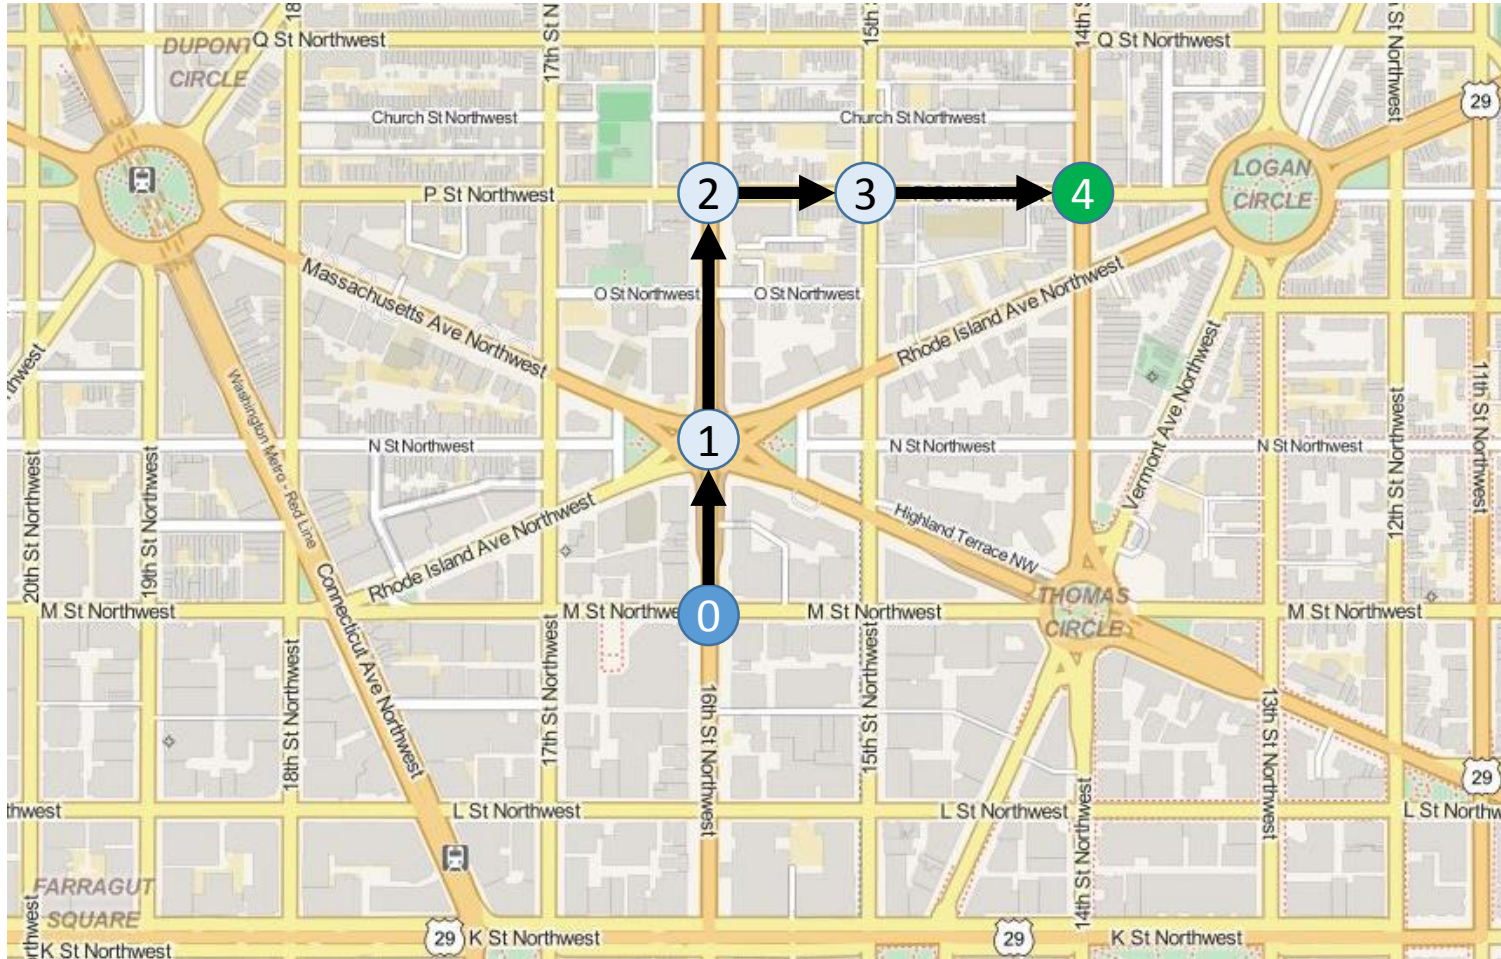 18
17th St N
15th S
14th S
12th St
DUPONT
CIRCLE
Q St Northwest
Q St Northwest
29
Church St Northwest
Church St Northwest
LOGAN
CIRCLE
P St Northwest
2
3
4
Massachusetts Ave Northwest
O St Northwest
O St Northwest
Rhode Island Ave Northwest
thwest
Washington Metro - Red Line
Vermont Ave Northwest
11th St Northwest
1
N St Northwest
N St Northwest
N St Northwest
20th St Northwest
19th St Northwest
12th St Northwest
Rhode Island Ave Northwest
Highland Terrace NW
Connecticut Ave Northwest
M St Northwest
M St Northwe
0
M St Northwest
THOMAS
CIRCLE
M St Northwest
18th St Northwest
17th St Northwest
16th St Northwest
15th St Northwest
14th St Northwest
13th St Northwest
29
thwest
L St Northwest
L St Northwest
L St Northw
FARRAGUT
SQUARE
rthwest
K St Northwest
29
K St Northwest
29
K St Northwest